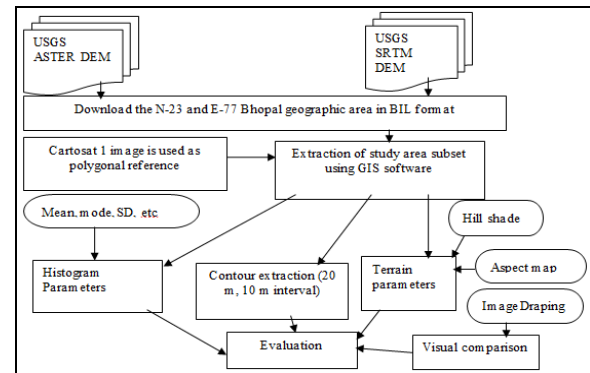 USGS
ASTER DEM
USGS
SRTM
DEM
Download the N-23 and E-77 Bhopal geographic area in BIL format
Cartosat 1 image is used as
polygonal reference
Extraction of study area subset
using GIS software
Mean, mode, SD, etc
Hill shade
Histogram
Parameters
Contour extraction (20
m, 10 m interval)
Terrain
parameters
Aspect map
Image Draping
Evaluation
Visual comparison